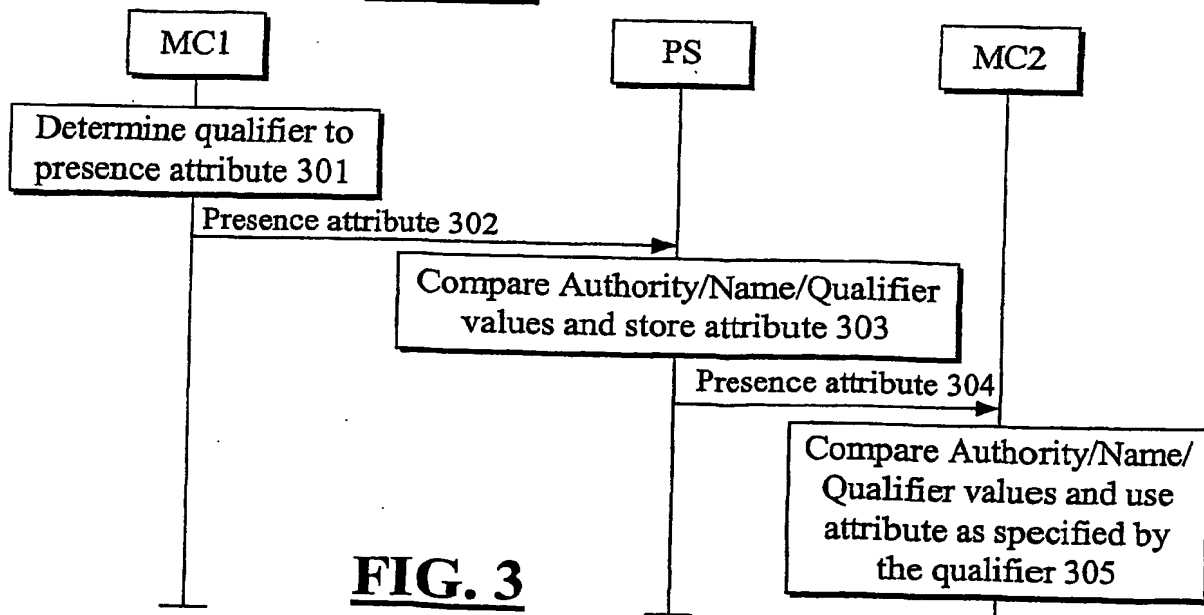 MC1
PS
MC2
Determine qualifier to
presence attribute 301
Presence attribute 302
Compare Authority/Name/Qualifier
values and store attribute 303
Presence attribute 304
Compare Authority/Name/
Qualifier values and use
attribute as specified by
the qualifier 305
FIG. 3